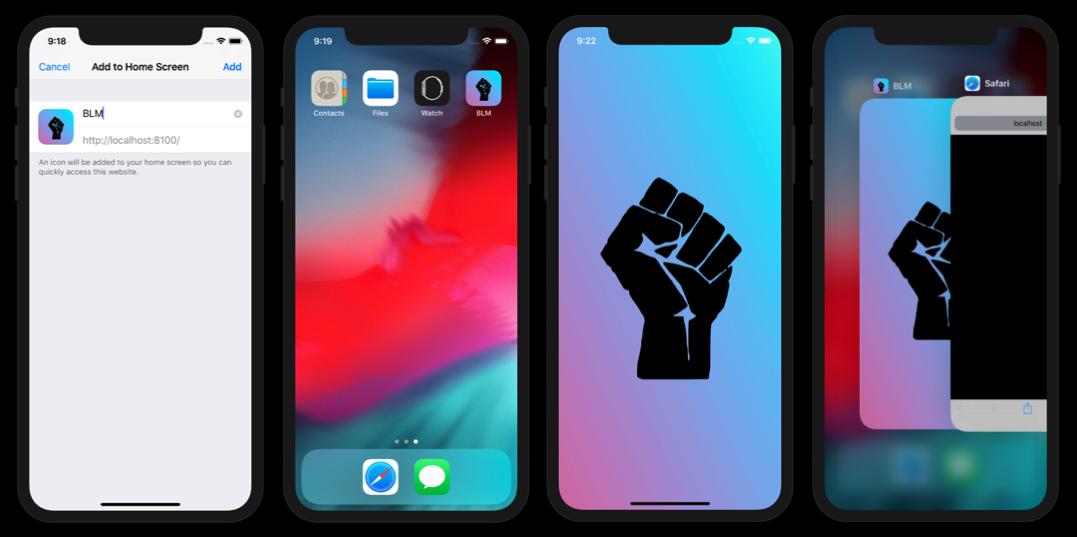 9:18
Cancel
Add to Home Screen
Add
BLM
http://localhost:8100/
An icon will be added to your home screen so you can
quickly access this website.
9:19
Contacts
Files
Watch
BLM
9:22
BLM
Safari
localhost